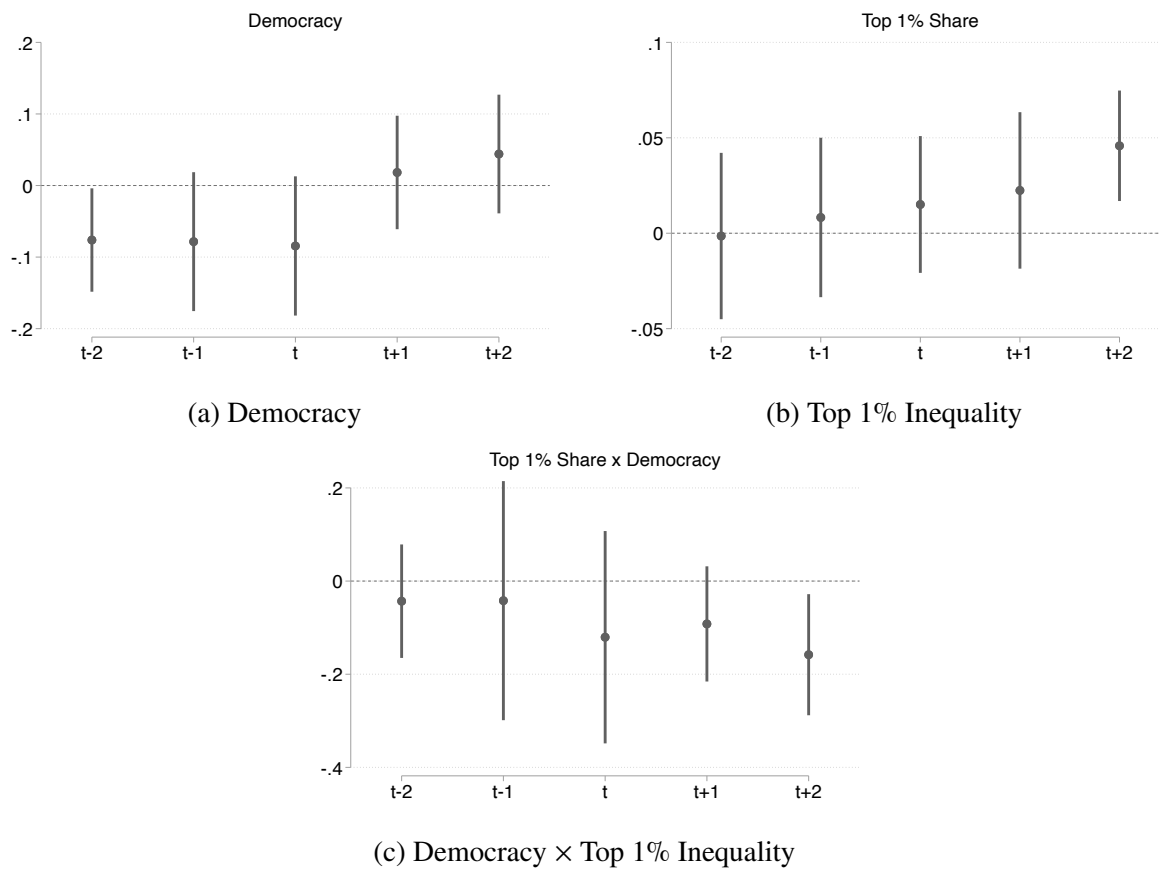 Democracy
.2
.1
0
-.1
-.2
t-2 t-1 t t+1 t+2
(a) Democracy
Top 1% Share
.1
.05
0
-.05
t-2 t-1 t t+1 t+2
(b) Top 1% Inequality
Top 1% Share x Democracy
.2
0
-.2
-.4
t-2 t-1 t t+1 t+2
(c) Democracy × Top 1% Inequality